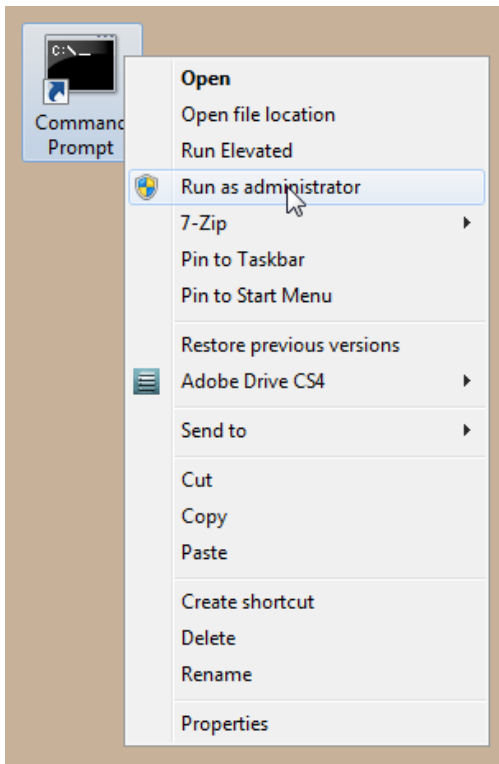 C:\_
Command
Prompt
Open
Open file location
Run Elevated
Run as administrator
7-Zip
Pin to Taskbar
Pin to Start Menu
Restore previous versions
Adobe Drive CS4
Send to
Cut
Copy
Paste
Create shortcut
Delete
Rename
Properties